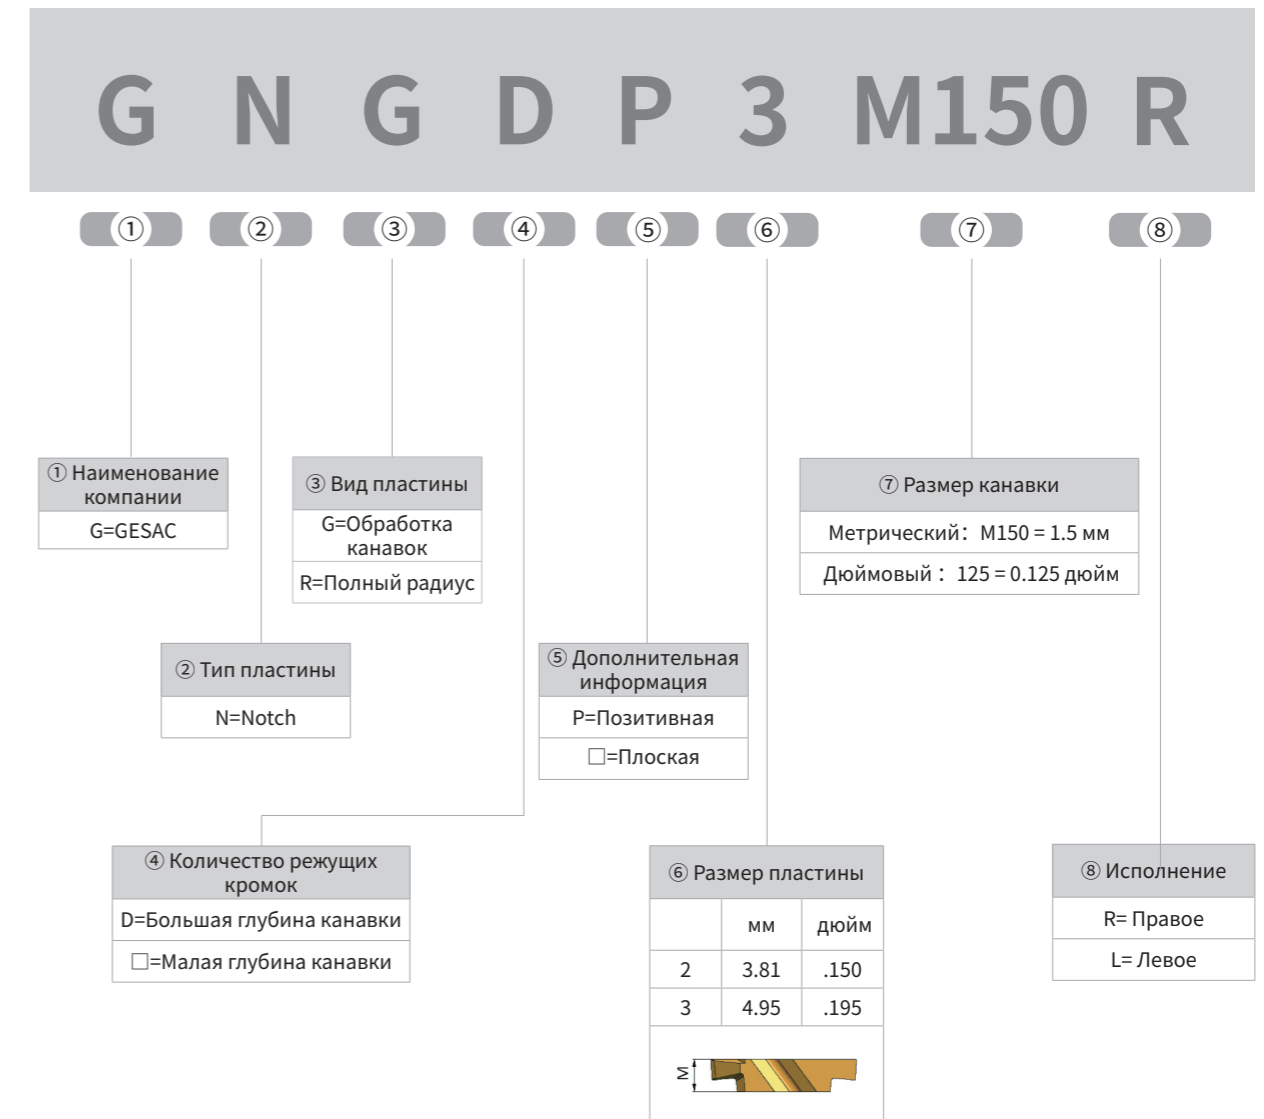 G N G D P 3 M150 R
① ② ③ ④ ⑤ ⑥ ⑦ ⑧
① Наименование
компании
G=GESAC
③ Вид пластины
G=Обработка
канавок
R=Полный радиус
⑦ Размер канавки
Метрический: M150 = 1.5 мм
Дюймовый : 125 = 0.125 дюйм
② Тип пластины
N=Notch
⑤ Дополнительная
информация
P=Позитивная
□=Плоская
④ Количество режущих
кромок
D=Большая глубина канавки
□=Малая глубина канавки
⑥ Размер пластины
мм дюйм
2 3.81 .150
3 4.95 .195
M
⑧ Исполнение
R= Правое
L= Левое